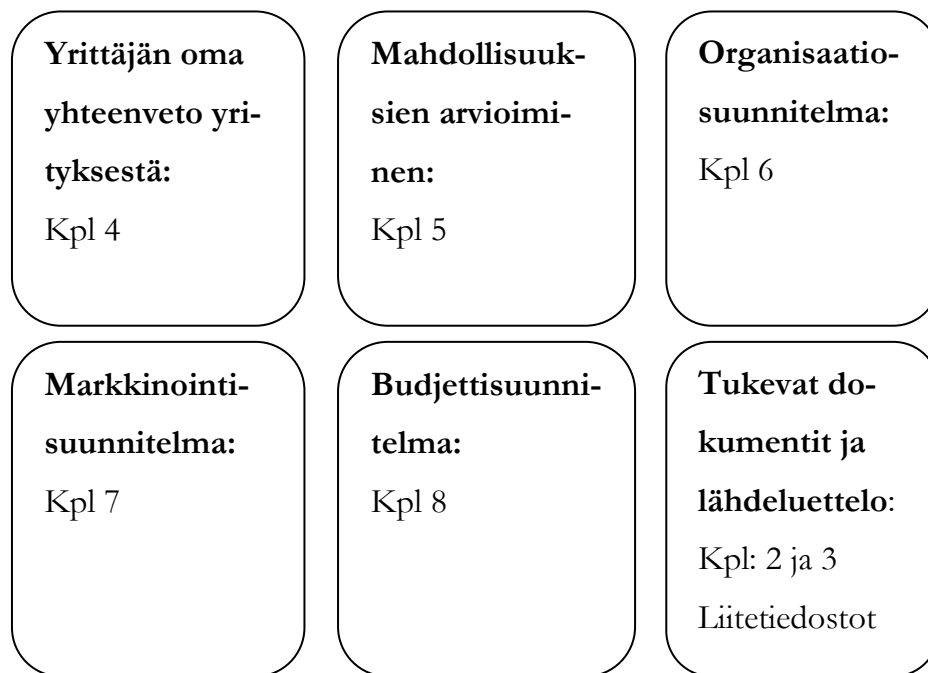 Yrittäjän oma
yhteenveto yri-
tyksestä:
Kpl 4
Mahdollisuuk-
sien arvioimi-
nen:
Kpl 5
Organisaatio-
suunnitelma:
Kpl 6
Markkinointi-
suunnitelma:
Kpl 7
Budjettisuunni-
telma:
Kpl 8
Tukevat do-
kumentit ja
lähdeluettelo:
Kpl: 2 ja 3
Liitetiedostot